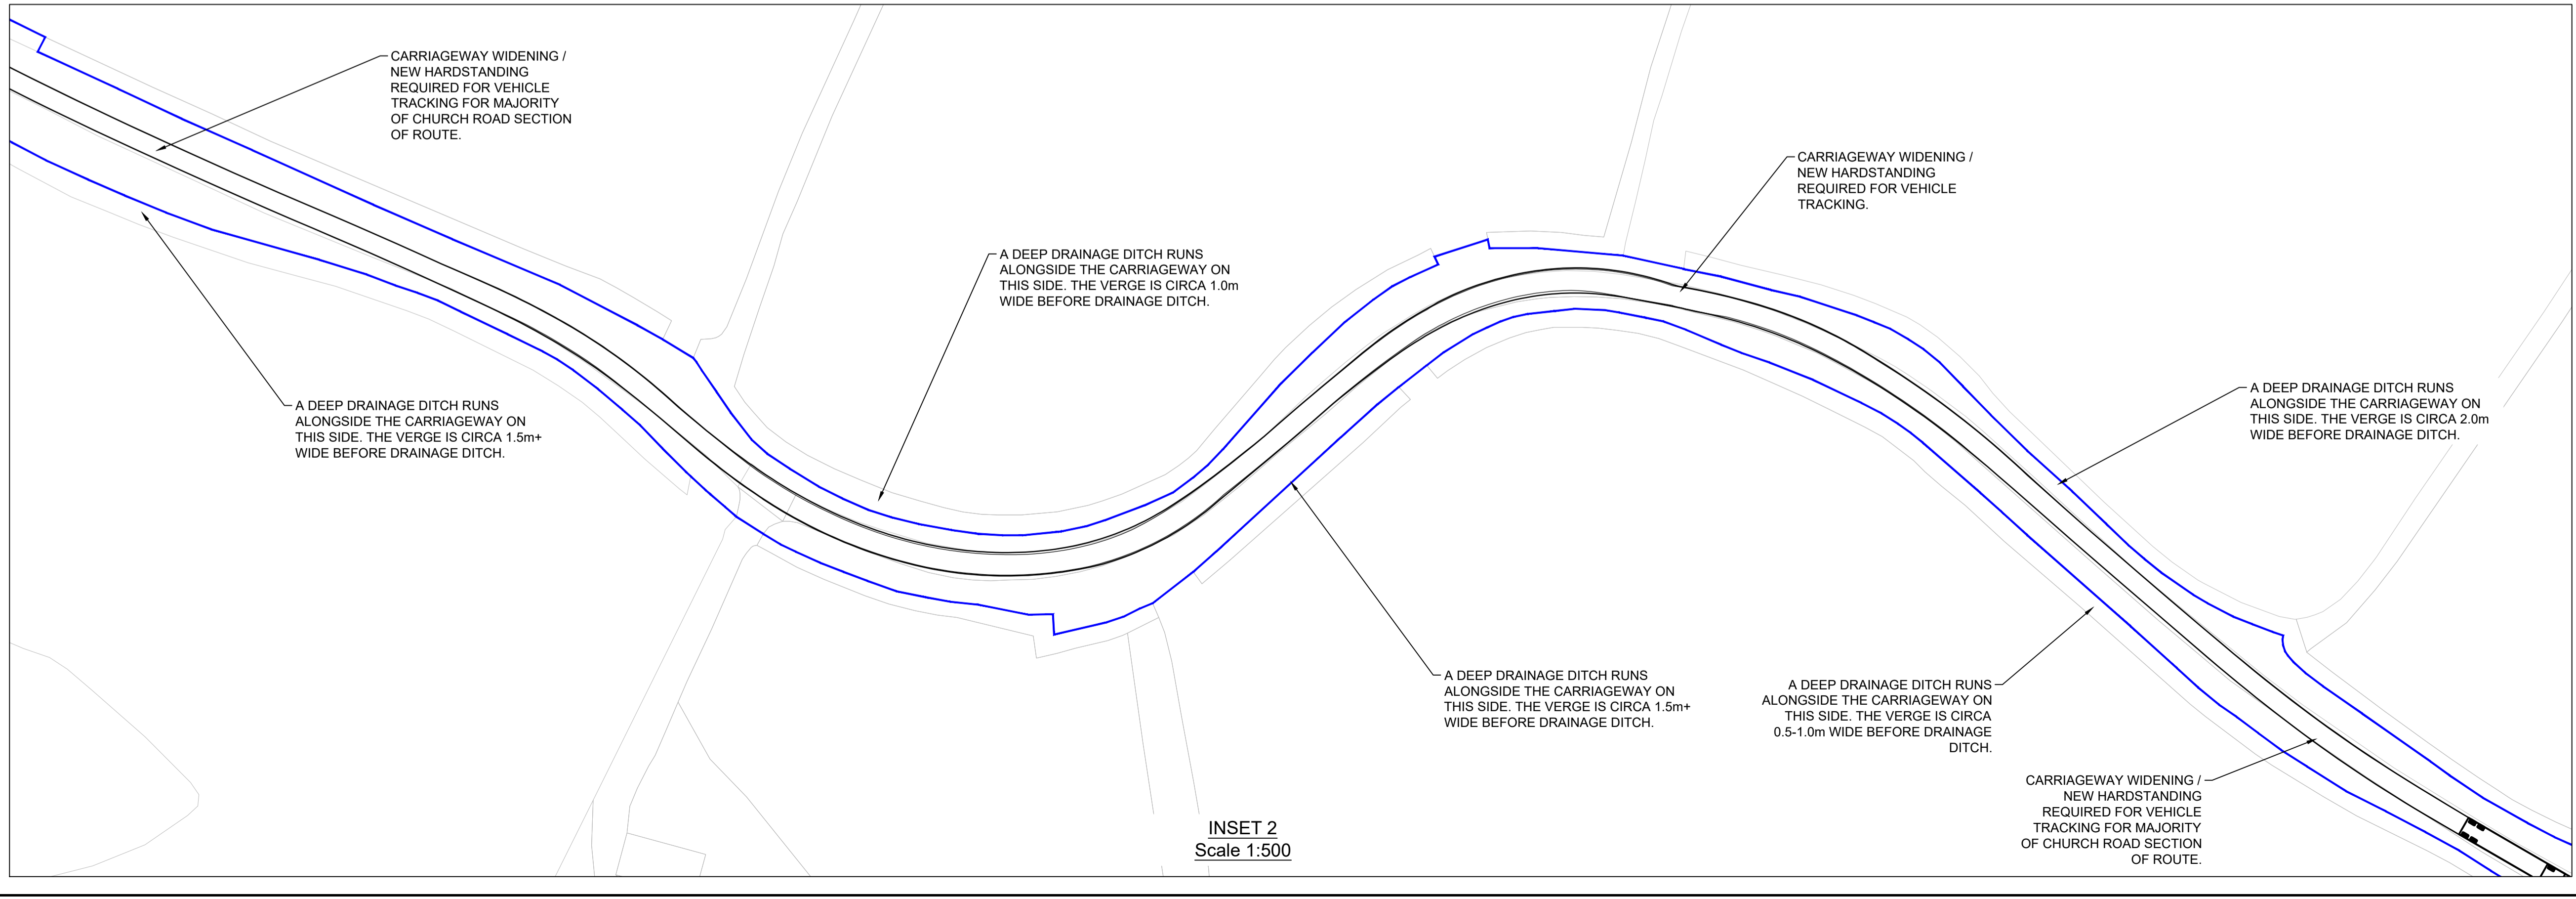 CARRIAGEWAY WIDENING /
NEW HARDSTANDING
REQUIRED FOR VEHICLE
TRACKING FOR MAJORITY
OF CHURCH ROAD SECTION
OF ROUTE.
A DEEP DRAINAGE DITCH RUNS
ALONGSIDE THE CARRIAGEWAY ON
THIS SIDE. THE VERGE IS CIRCA 1.5m+
WIDE BEFORE DRAINAGE DITCH.
A DEEP DRAINAGE DITCH RUNS
ALONGSIDE THE CARRIAGEWAY ON
THIS SIDE. THE VERGE IS CIRCA 1.0m
WIDE BEFORE DRAINAGE DITCH.
CARRIAGEWAY WIDENING /
NEW HARDSTANDING
REQUIRED FOR VEHICLE
TRACKING.
A DEEP DRAINAGE DITCH RUNS
ALONGSIDE THE CARRIAGEWAY ON
THIS SIDE. THE VERGE IS CIRCA 2.0m
WIDE BEFORE DRAINAGE DITCH.
A DEEP DRAINAGE DITCH RUNS
ALONGSIDE THE CARRIAGEWAY ON
THIS SIDE. THE VERGE IS CIRCA 1.5m+
WIDE BEFORE DRAINAGE DITCH.
A DEEP DRAINAGE DITCH RUNS
ALONGSIDE THE CARRIAGEWAY ON
THIS SIDE. THE VERGE IS CIRCA
0.5-1.0m WIDE BEFORE DRAINAGE
DITCH.
CARRIAGEWAY WIDENING /
NEW HARDSTANDING
REQUIRED FOR VEHICLE
TRACKING FOR MAJORITY
OF CHURCH ROAD SECTION
OF ROUTE.
INSET 2
Scale 1:500